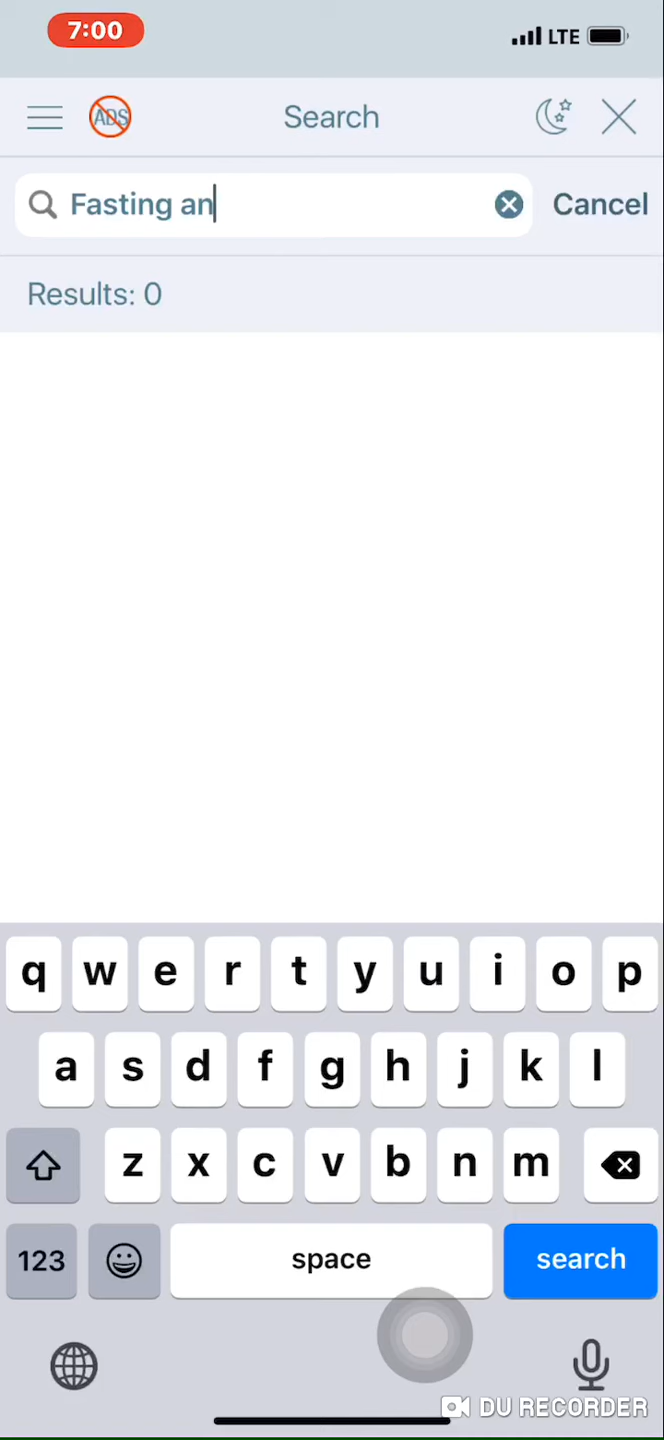 7:00 LTE
ADS Search
Fasting an Cancel
Results: 0
q w e r t y u i o p
a s d f g h j k l
z x c v b n m
123 space search
DU RECORDER